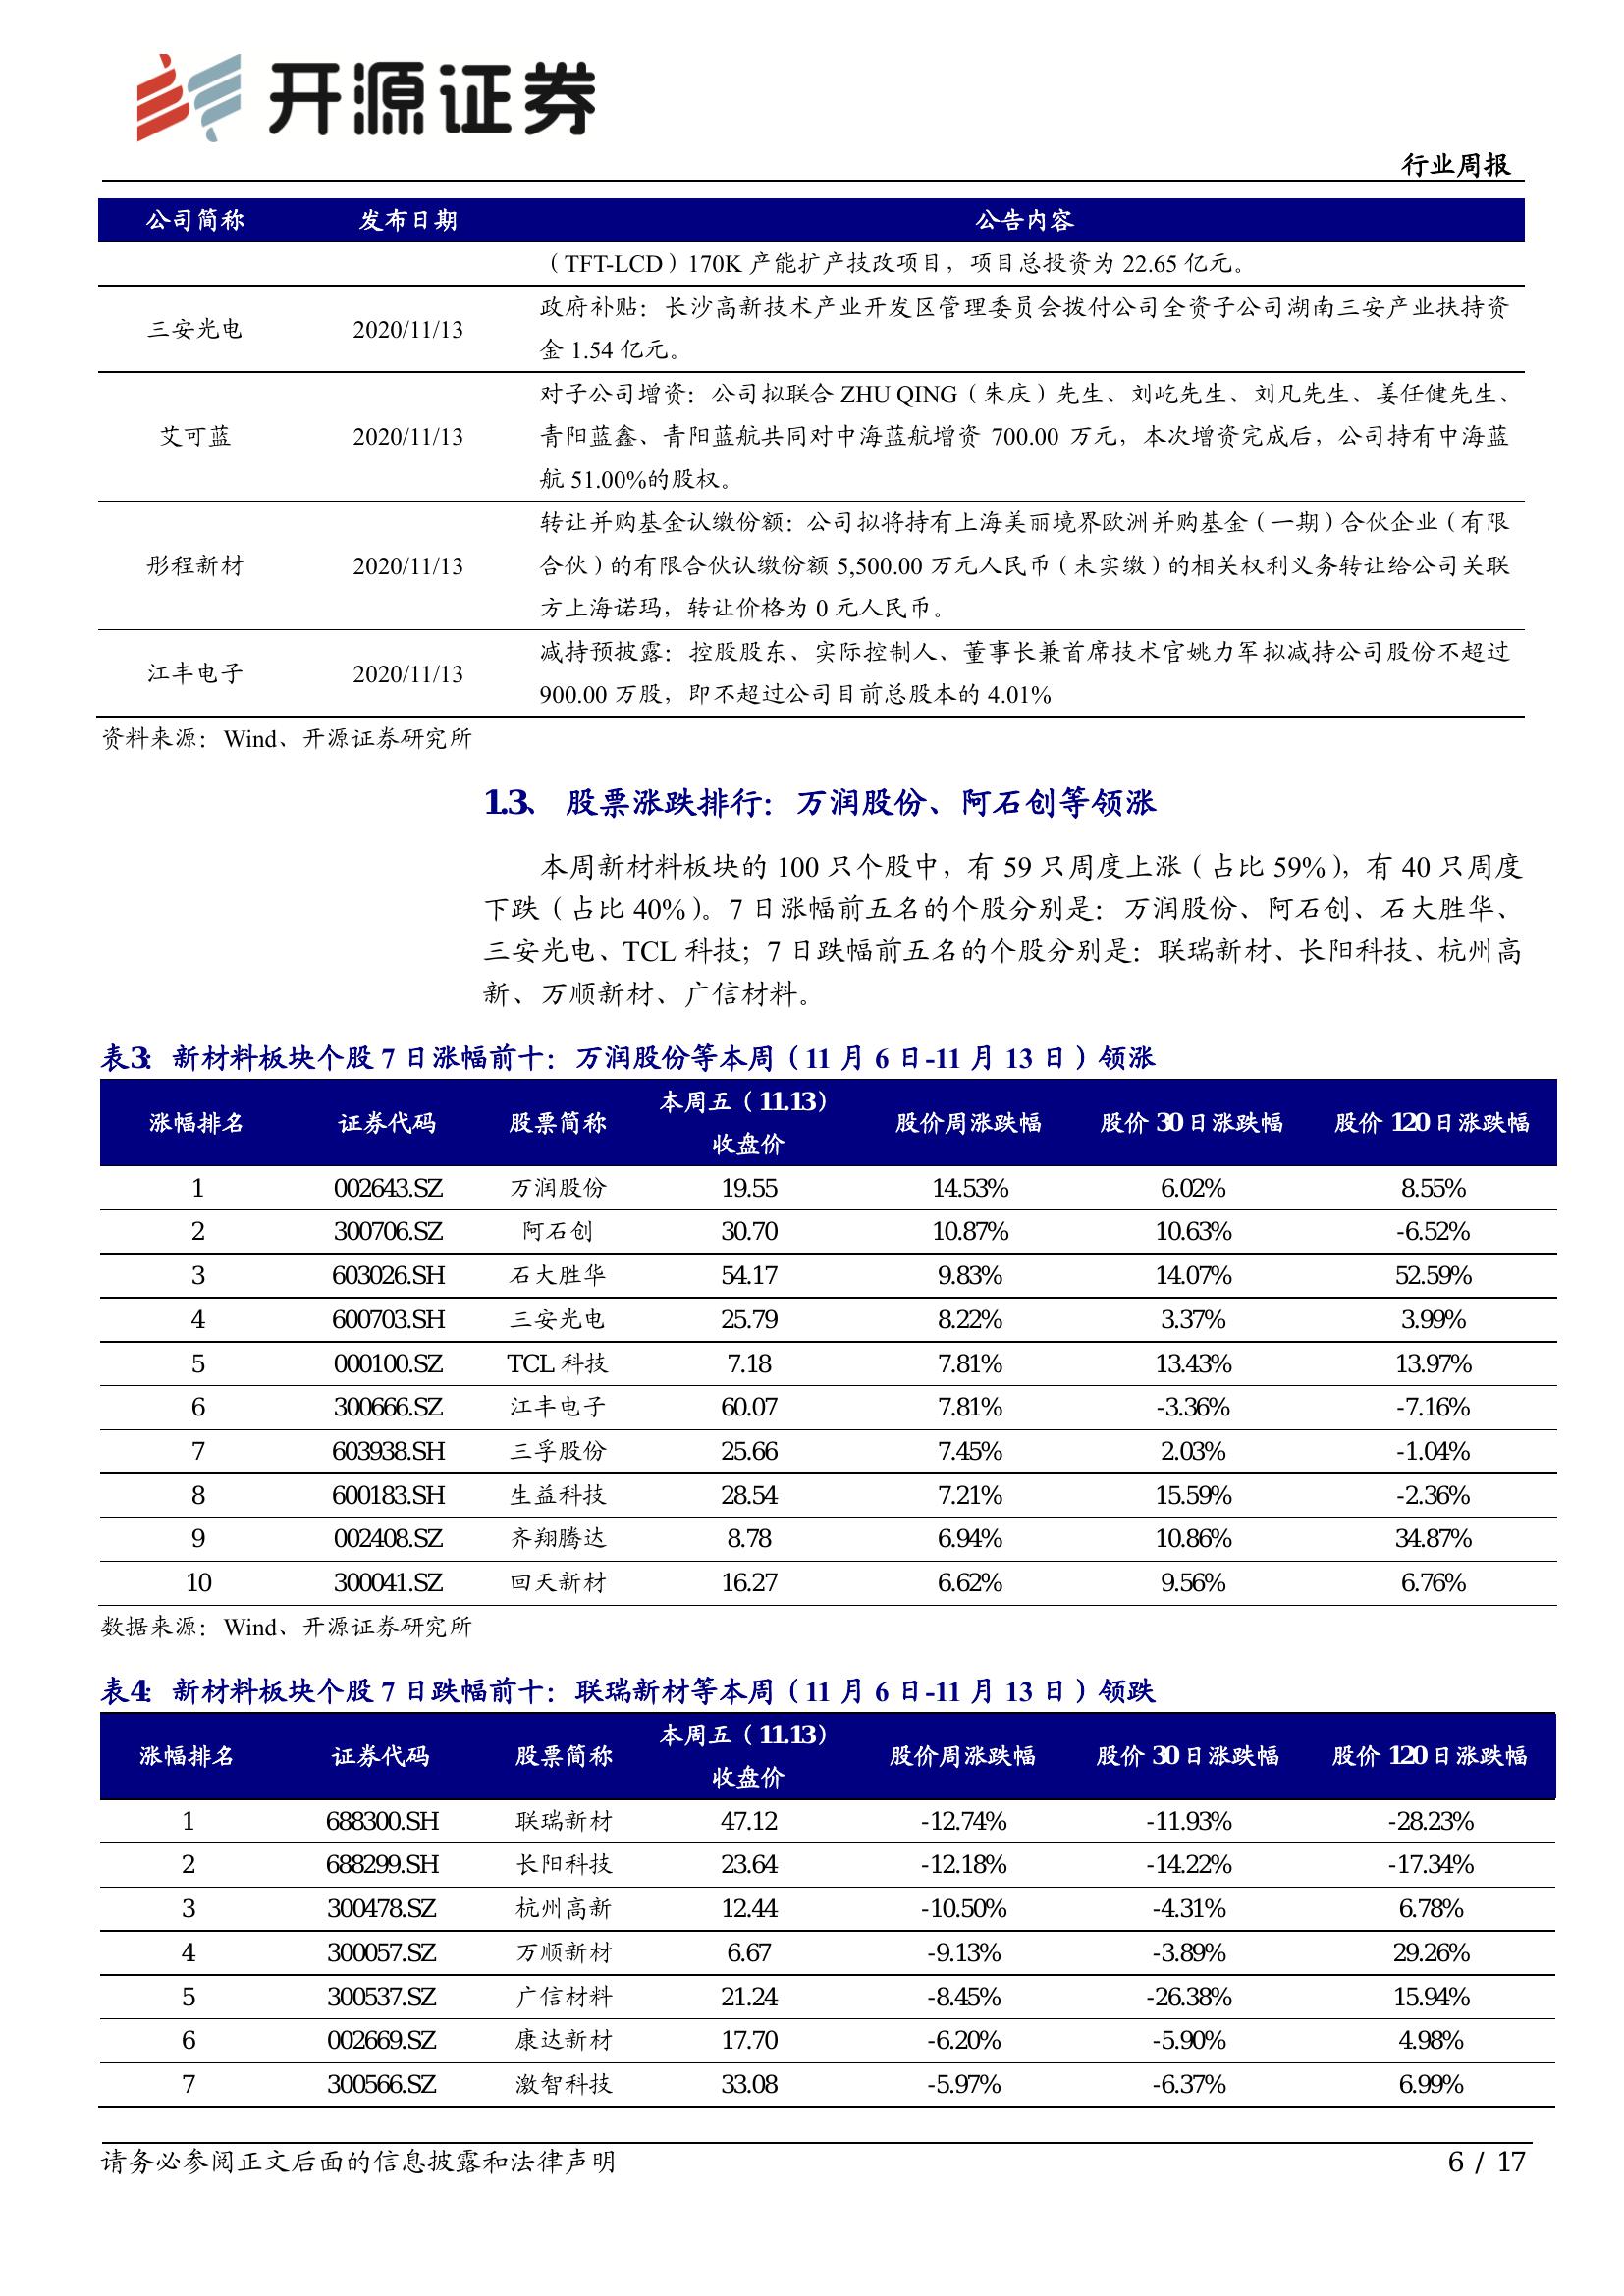 开源证券
行业周报
公司简称 发布日期 公告内容
（TFT-LCD）170K 产能扩产技改项目，项目总投资为 22.65 亿元。
三安光电 2020/11/13 政府补贴：长沙高新技术产业开发区管理委员会拨付公司全资子公司湖南三安产业扶持资
金 1.54 亿元。
艾可蓝 2020/11/13 对子公司增资：公司拟联合 ZHU QING（朱庆）先生、刘屹先生、刘凡先生、姜任健先生、
青阳蓝鑫、青阳蓝航共同对中海蓝航增资 700.00 万元，本次增资完成后，公司持有中海蓝
航 51.00%的股权。
彤程新材 2020/11/13 转让并购基金认缴份额：公司拟将持有上海美丽境界欧洲并购基金（一期）合伙企业（有限
合伙）的有限合伙认缴份额 5,500.00 万元人民币（未实缴）的相关权利义务转让给公司关联
方上海诺玛，转让价格为 0 元人民币。
江丰电子 2020/11/13 减持预披露：控股股东、实际控制人、董事长兼首席技术官姚力军拟减持公司股份不超过
900.00 万股，即不超过公司目前总股本的 4.01%
资料来源：Wind、开源证券研究所
1.3、 股票涨跌排行：万润股份、阿石创等领涨
本周新材料板块的 100 只个股中，有 59 只周度上涨（占比 59%），有 40 只周度
下跌（占比 40%）。7 日涨幅前五名的个股分别是：万润股份、阿石创、石大胜华、
三安光电、TCL 科技；7 日跌幅前五名的个股分别是：联瑞新材、长阳科技、杭州高
新、万顺新材、广信材料。
表3：新材料板块个股 7 日涨幅前十：万润股份等本周（11 月 6 日-11 月 13 日）领涨
涨幅排名 证券代码 股票简称 本周五（11.13）收盘价 股价周涨跌幅 股价 30 日涨跌幅 股价 120 日涨跌幅
1 002643.SZ 万润股份 19.55 14.53% 6.02% 8.55%
2 300706.SZ 阿石创 30.70 10.87% 10.63% -6.52%
3 603026.SH 石大胜华 54.17 9.83% 14.07% 52.59%
4 600703.SH 三安光电 25.79 8.22% 3.37% 3.99%
5 000100.SZ TCL 科技 7.18 7.81% 13.43% 13.97%
6 300666.SZ 江丰电子 60.07 7.81% -3.36% -7.16%
7 603938.SH 三孚股份 25.66 7.45% 2.03% -1.04%
8 600183.SH 生益科技 28.54 7.21% 15.59% -2.36%
9 002408.SZ 齐翔腾达 8.78 6.94% 10.86% 34.87%
10 300041.SZ 回天新材 16.27 6.62% 9.56% 6.76%
数据来源：Wind、开源证券研究所
表4：新材料板块个股 7 日跌幅前十：联瑞新材等本周（11 月 6 日-11 月 13 日）领跌
涨幅排名 证券代码 股票简称 本周五（11.13）收盘价 股价周涨跌幅 股价 30 日涨跌幅 股价 120 日涨跌幅
1 688300.SH 联瑞新材 47.12 -12.74% -11.93% -28.23%
2 688299.SH 长阳科技 23.64 -12.18% -14.22% -17.34%
3 300478.SZ 杭州高新 12.44 -10.50% -4.31% 6.78%
4 300057.SZ 万顺新材 6.67 -9.13% -3.89% 29.26%
5 300537.SZ 广信材料 21.24 -8.45% -26.38% 15.94%
6 002669.SZ 康达新材 17.70 -6.20% -5.90% 4.98%
7 300566.SZ 激智科技 33.08 -5.97% -6.37% 6.99%
请务必参阅正文后面的信息披露和法律声明 6 / 17